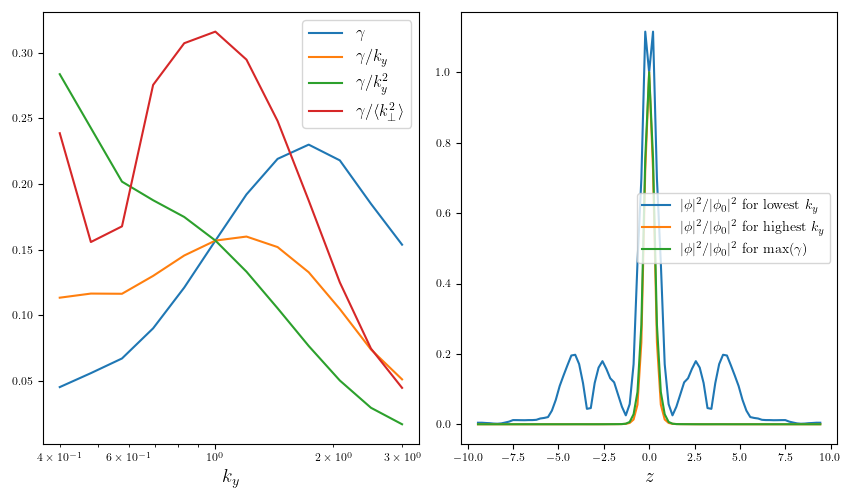 0.30
0.25
0.20
0.15
0.10
0.05
γ
γ/k_y
γ/k_y^2
γ/⟨k_⊥^2⟩
4 × 10^{-1} 6 × 10^{-1} 10^0 2 × 10^0 3 × 10^0
k_y
1.0
0.8
0.6
0.4
0.2
0.0
|ϕ|^2/|ϕ_0|^2 for lowest k_y
|ϕ|^2/|ϕ_0|^2 for highest k_y
|ϕ|^2/|ϕ_0|^2 for max(γ)
−10.0 −7.5 −5.0 −2.5 0.0 2.5 5.0 7.5 10.0
z